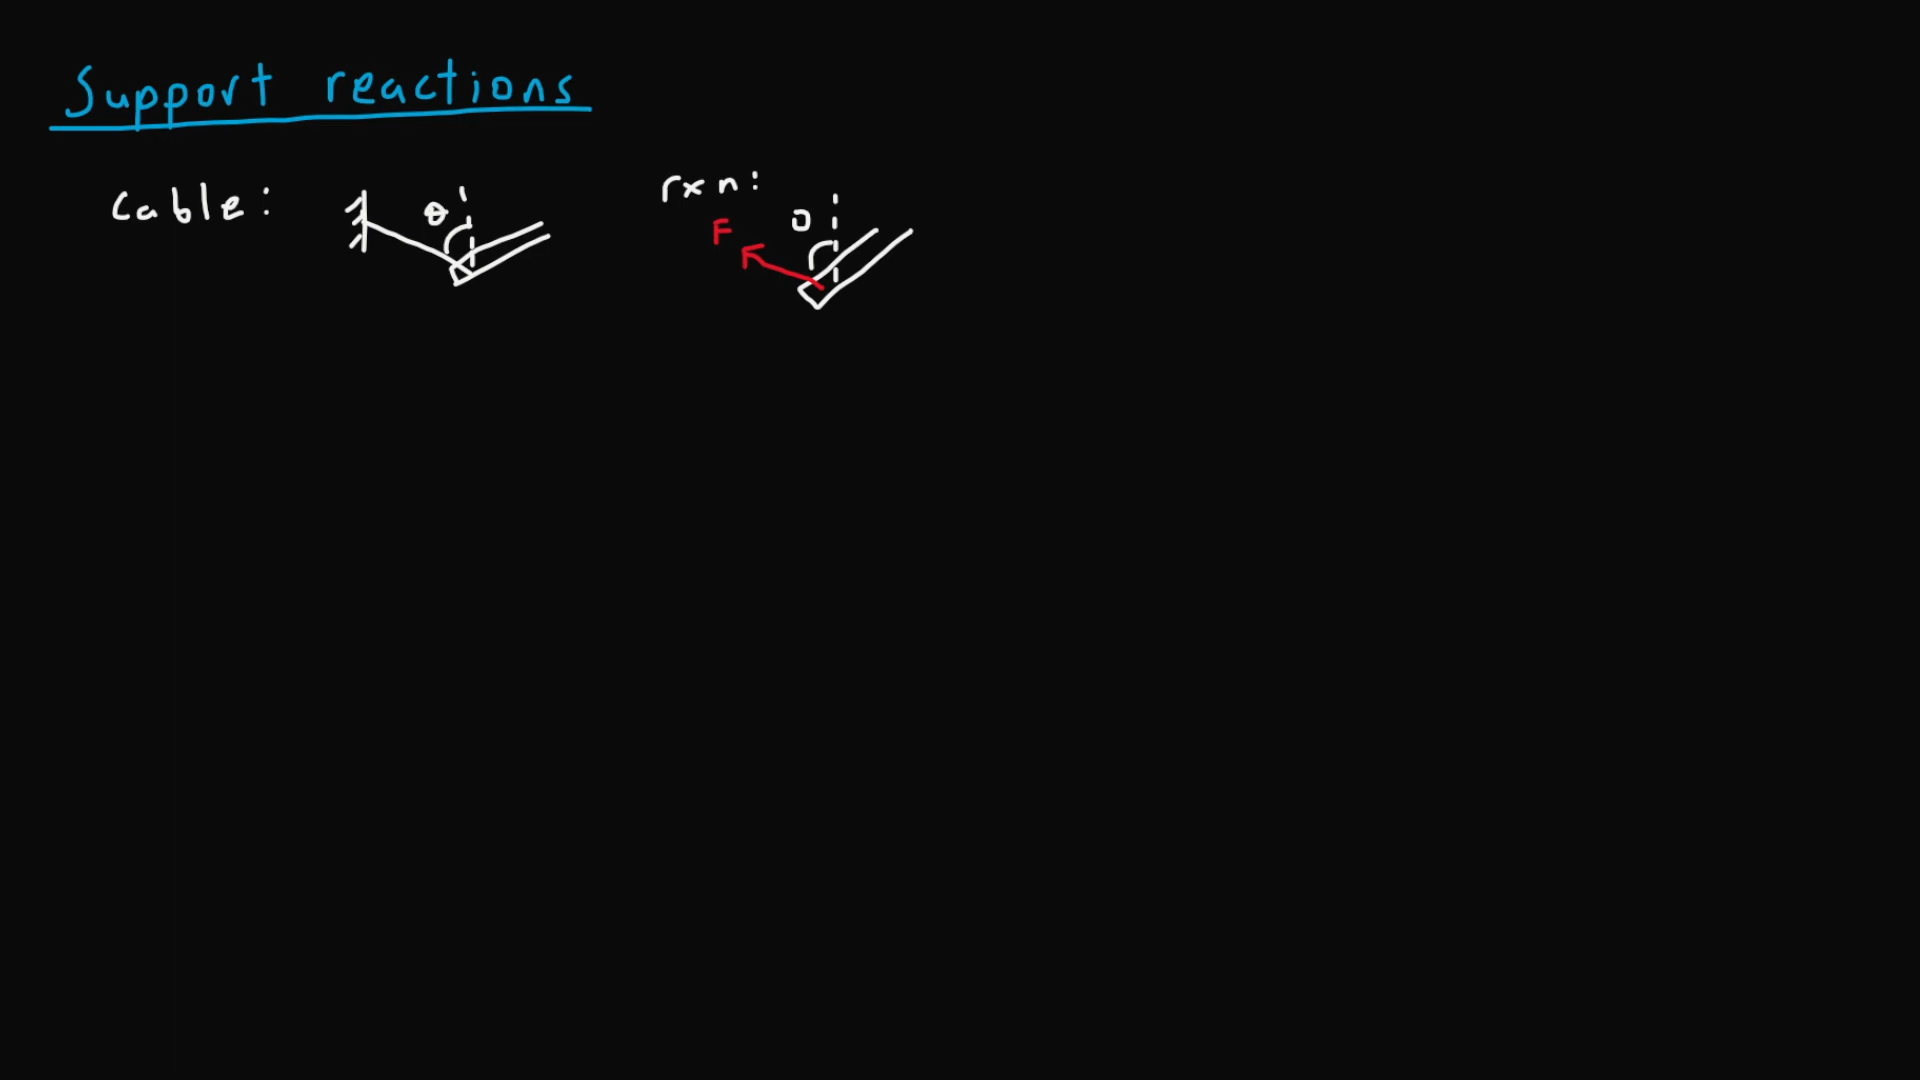 Support reactions
cable: θ rxn: θ
F